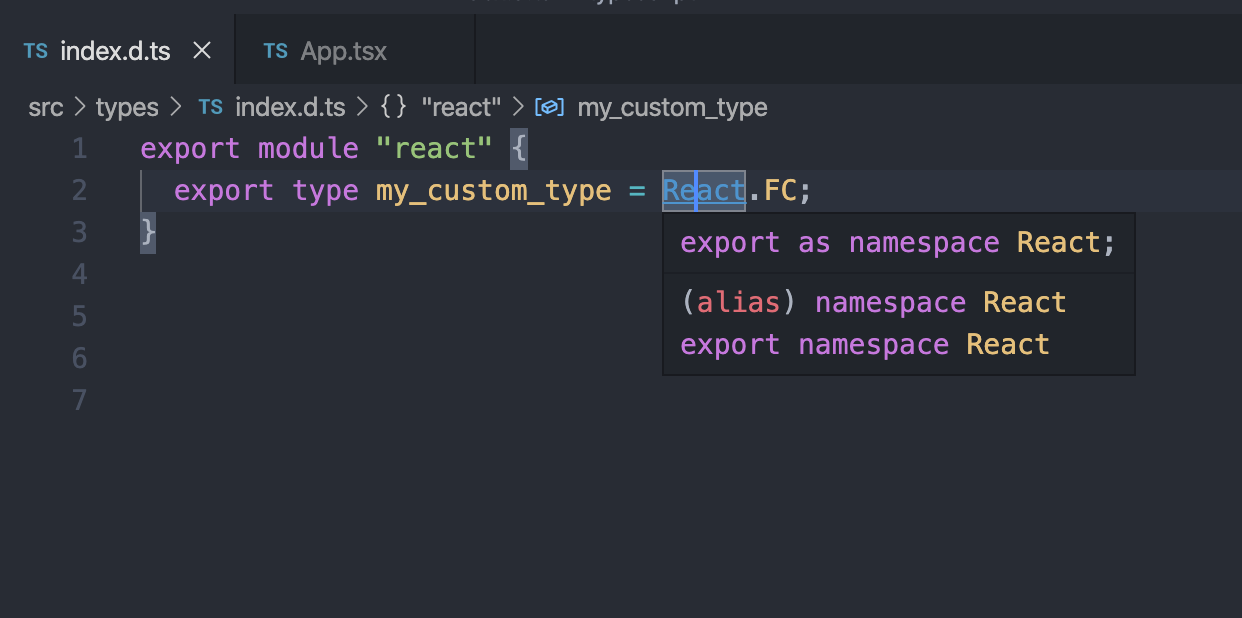 TS index.d.ts × TS App.tsx
src > types > TS index.d.ts > {} "react" > my_custom_type
1 export module "react" {
2 export type my_custom_type = React.FC;
3 }
export as namespace React;
4
(alias) namespace React
5
export namespace React
6
7